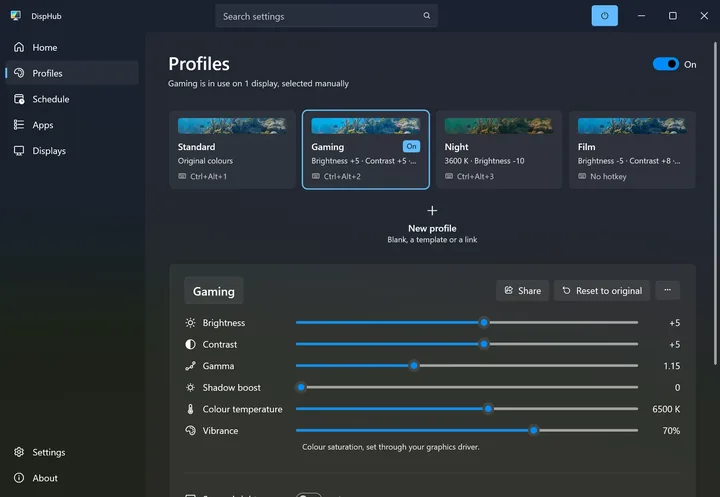 DispHub
Search settings
Home
Profiles
Schedule
Apps
Displays
Settings
About
Profiles
On
Gaming is in use on 1 display, selected manually
Standard
Original colours
Ctrl+Alt+1
Gaming
On
Brightness +5 · Contrast +5 ·...
Ctrl+Alt+2
Night
3600 K · Brightness -10
Ctrl+Alt+3
Film
Brightness -5 · Contrast +8 ·...
No hotkey
New profile
Blank, a template or a link
Gaming
Share
Reset to original
Brightness +5
Contrast +5
Gamma 1.15
Shadow boost 0
Colour temperature 6500 K
Vibrance 70%
Colour saturation, set through your graphics driver.